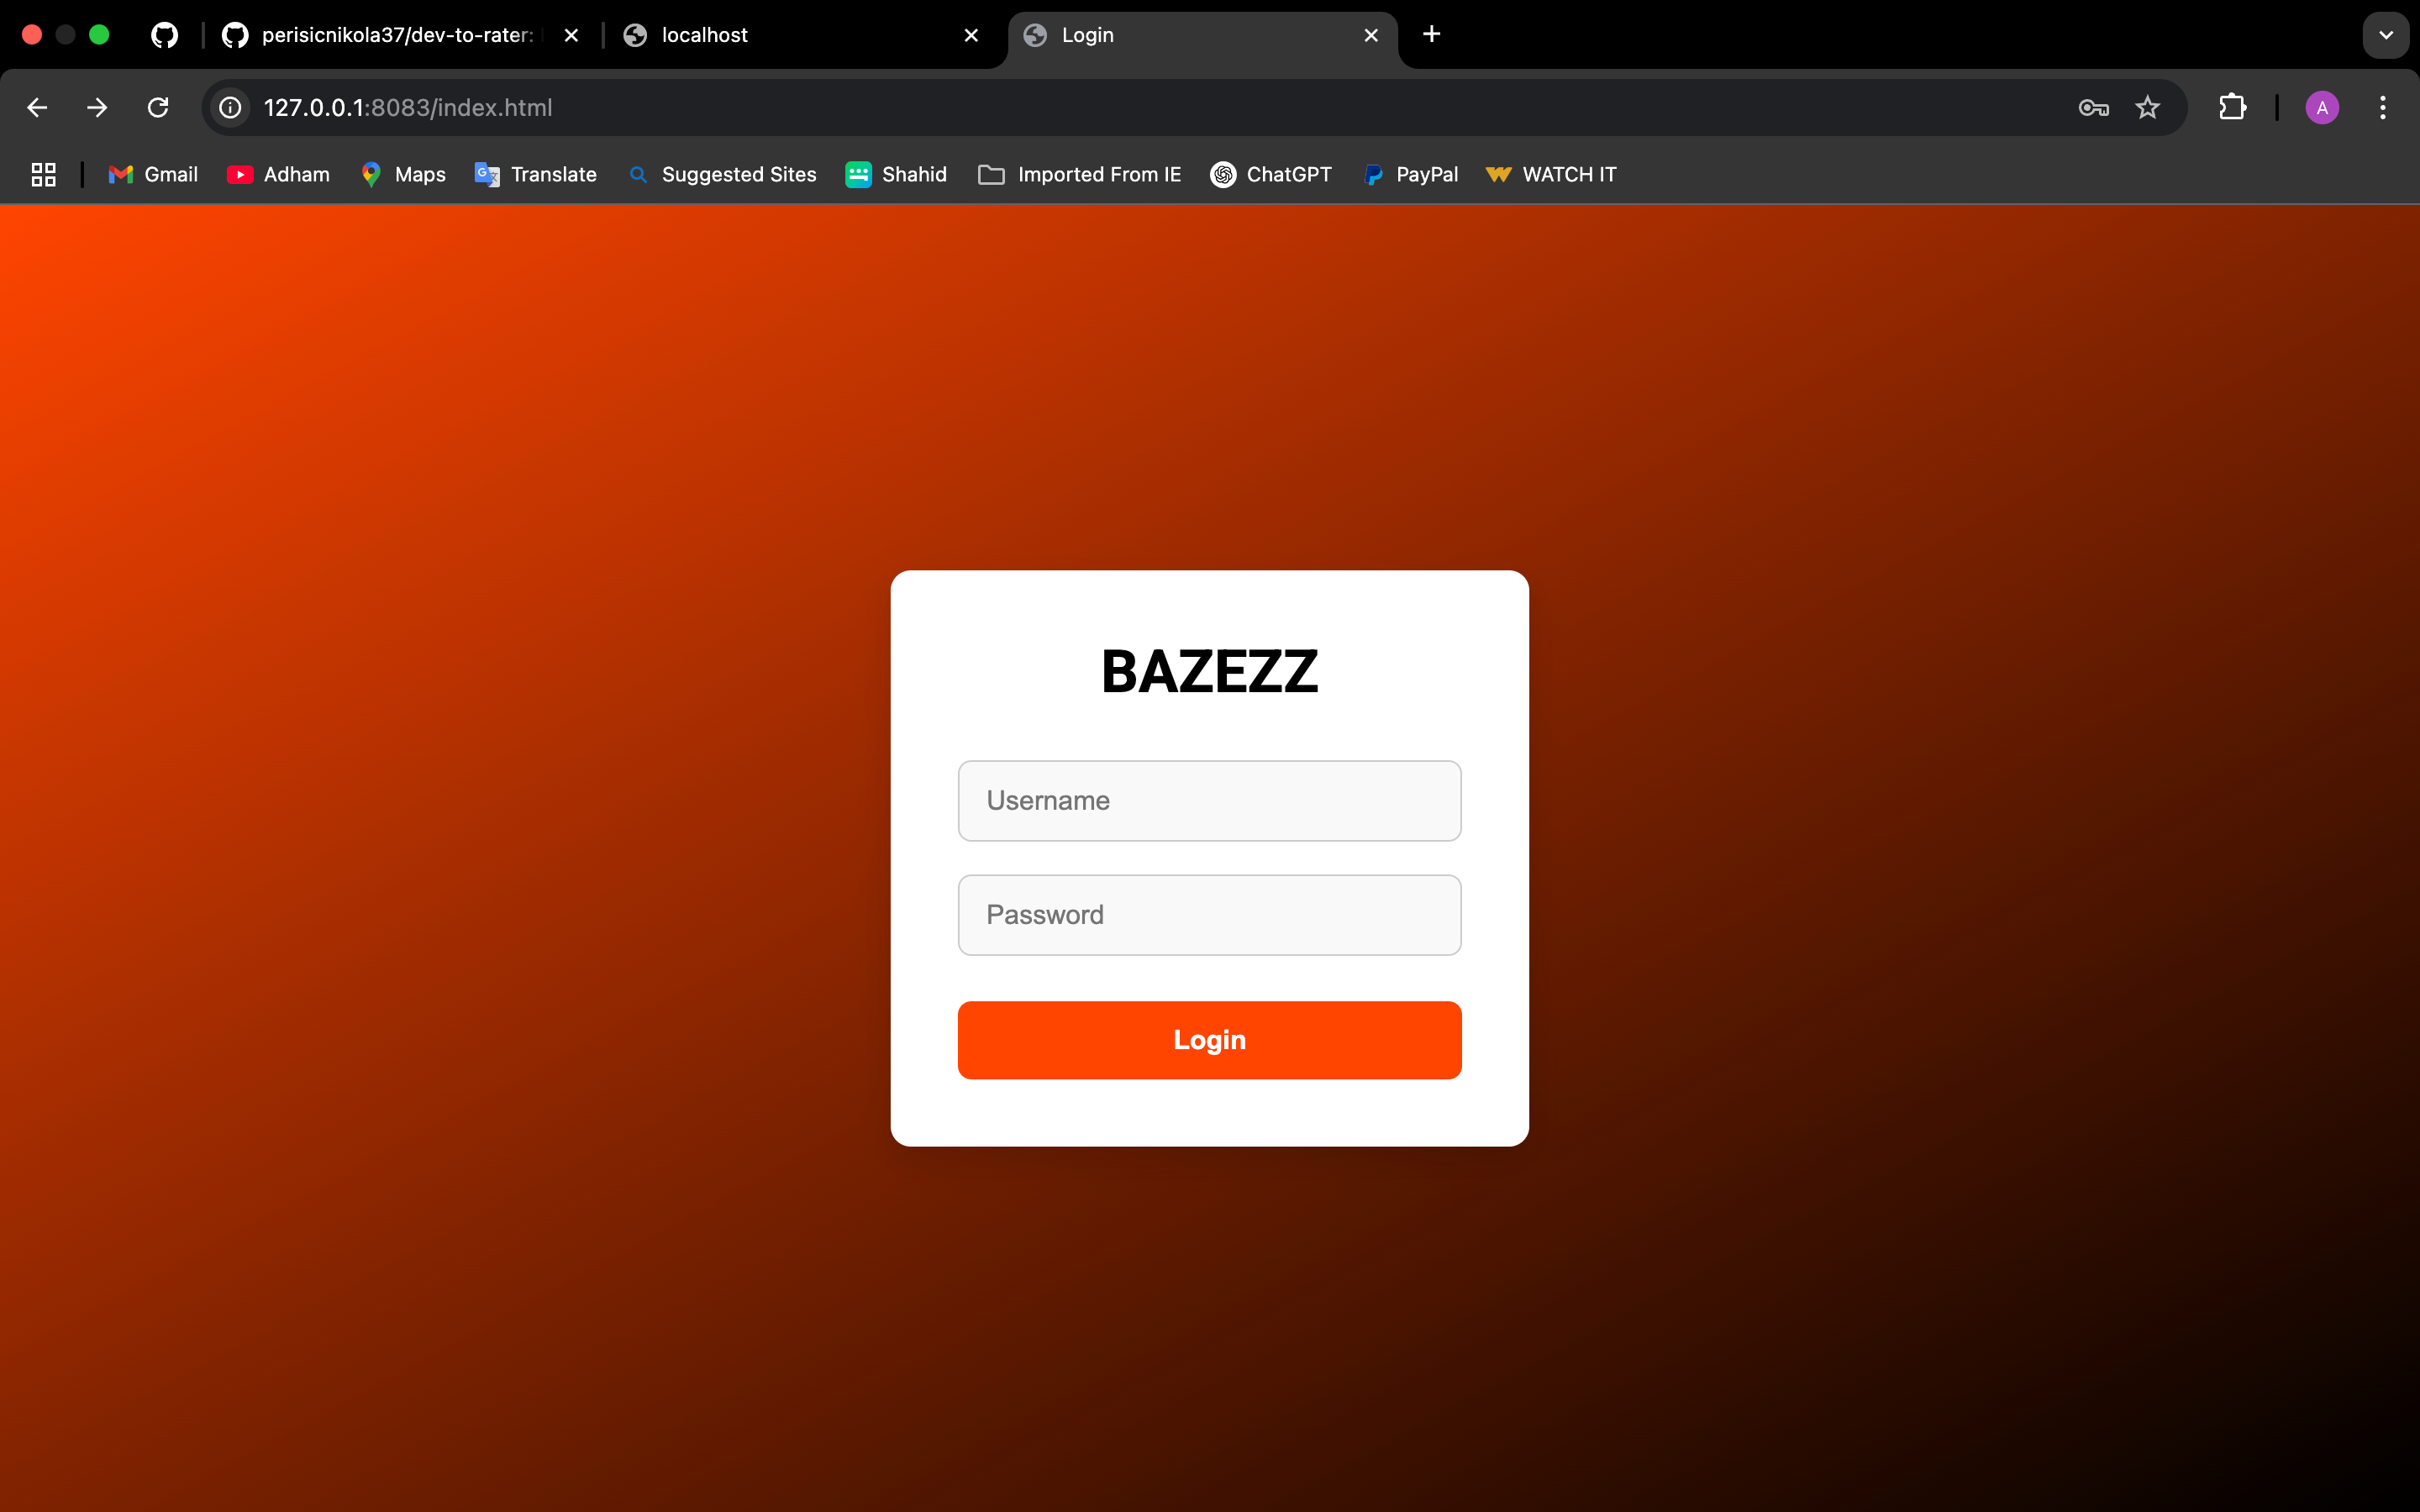 perisicnikola37/dev-to-rater:
localhost
Login
127.0.0.1:8083/index.html
A
Gmail
Adham
Maps
Translate
Suggested Sites
Shahid
Imported From IE
ChatGPT
PayPal
WATCH IT
BAZEZZ
Username
Password
Login